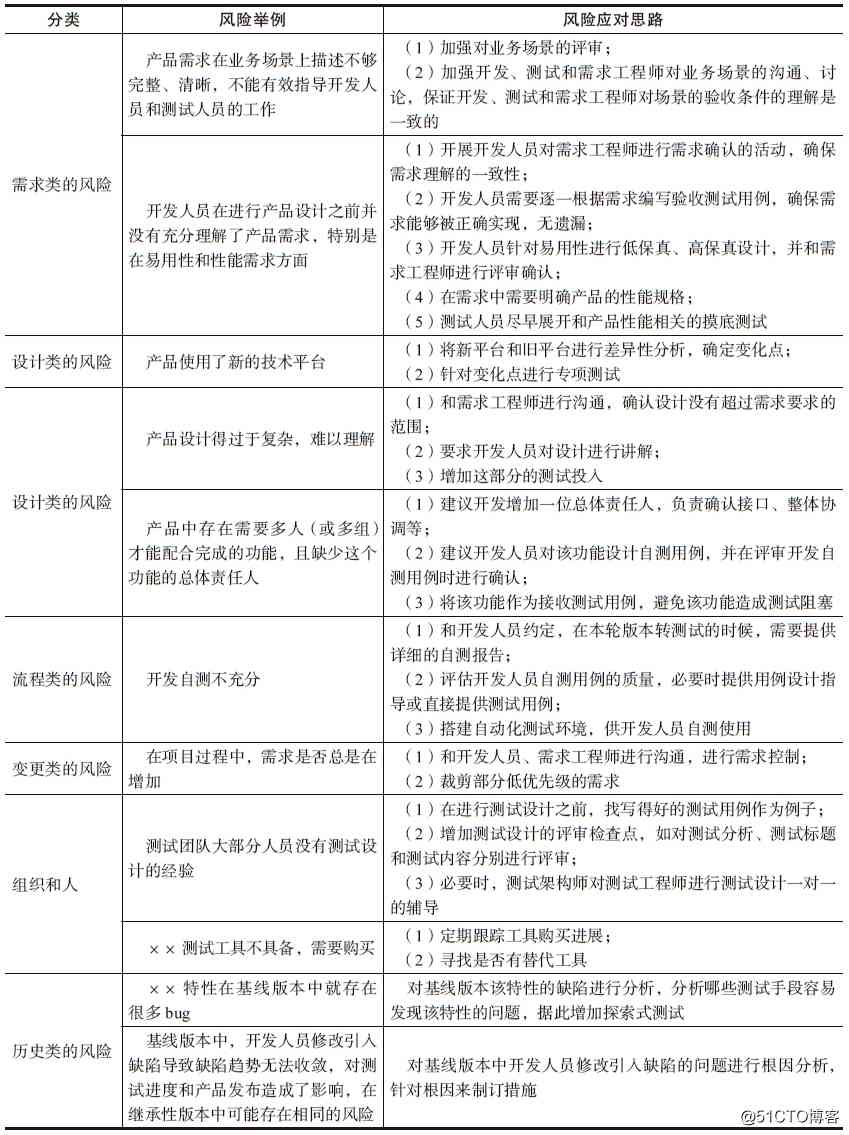 分类 风险举例 风险应对思路
需求类的风险
产品需求在业务场景上描述不够
完整、清晰，不能有效指导开发人
员和测试人员的工作
（1）加强对业务场景的评审；
（2）加强开发、测试和需求工程师对业务场景的沟通、讨
论，保证开发、测试和需求工程师对场景的验收条件的理解是
一致的
开发人员在进行产品设计之前并
没有充分理解了产品需求，特别是
在易用性和性能需求方面
（1）开展开发人员对需求工程师进行需求确认的活动，确保
需求理解的一致性；
（2）开发人员需要逐一根据需求编写验收测试用例，确保需
求能够被正确实现，无遗漏；
（3）开发人员针对易用性进行低保真、高保真设计，并和需
求工程师进行评审确认；
（4）在需求中需要明确产品的性能规格；
（5）测试人员尽早展开和产品性能相关的摸底测试
设计类的风险
产品使用了新的技术平台
（1）将新平台和旧平台进行差异性分析，确定变化点；
（2）针对变化点进行专项测试
设计类的风险
产品设计得过于复杂，难以理解
（1）和需求工程师进行沟通，确认设计没有超过需求要求的
范围；
（2）要求开发人员对设计进行讲解；
（3）增加这部分的测试投入
产品中存在需要多人（或多组）
才能配合完成的功能，且缺少这个
功能的总体责任人
（1）建议开发增加一位总体责任人，负责确认接口、整体协
调等；
（2）建议开发人员对该功能设计自测用例，并在评审开发自
测用例时进行确认；
（3）将该功能作为接收测试用例，避免该功能造成测试阻塞
流程类的风险
开发自测不充分
（1）和开发人员约定，在本轮版本转测试的时候，需要提供
详细的自测报告；
（2）评估开发人员自测用例的质量，必要时提供用例设计指
导或直接提供测试用例；
（3）搭建自动化测试环境，供开发人员自测使用
变更类的风险
在项目过程中，需求是否总是在
增加
（1）和开发人员、需求工程师进行沟通，进行需求控制；
（2）裁剪部分低优先级的需求
组织和人
测试团队大部分人员没有测试设
计的经验
（1）在进行测试设计之前，找写得好的测试用例作为例子；
（2）增加测试设计的评审检查点，如对测试分析、测试标题
和测试内容分别进行评审；
（3）必要时，测试架构师对测试工程师进行测试设计一对一
的辅导
×× 测试工具不具备，需要购买
（1）定期跟踪工具购买进展；
（2）寻找是否有替代工具
历史类的风险
×× 特性在基线版本中就存在
很多 bug
对基线版本该特性的缺陷进行分析，分析哪些测试手段容易
发现该特性的问题，据此增加探索式测试
基线版本中，开发人员修改引入
缺陷导致缺陷趋势无法收敛，对测
试进度和产品发布造成了影响，在
继承性版本中可能存在相同的风险
对基线版本中开发人员修改引入缺陷的问题进行根因分析，
针对根因来制订措施
@51CTO博客